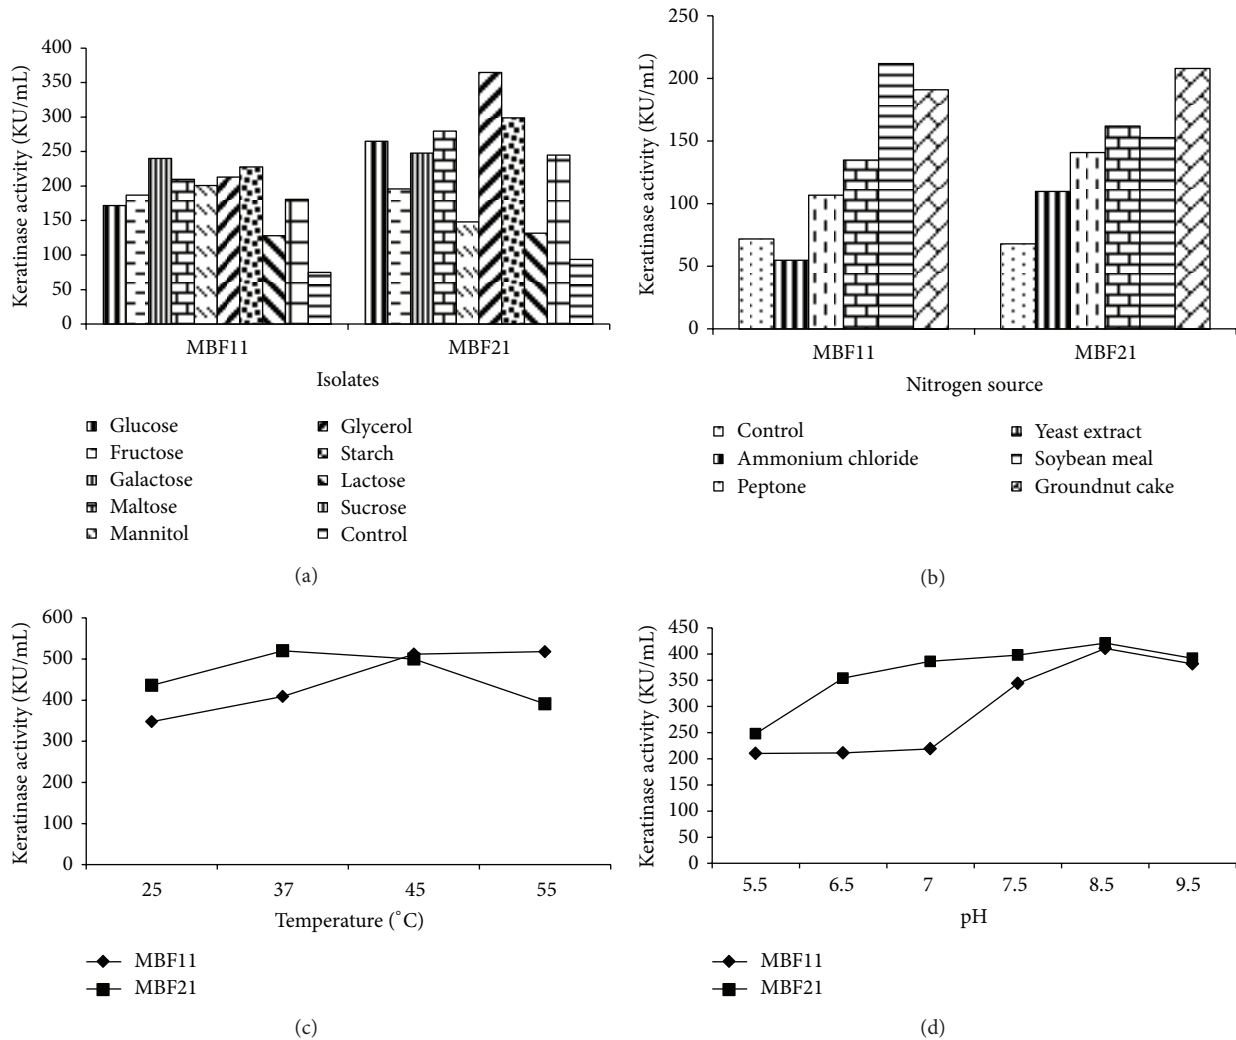 Keratinase activity (KU/mL)
400
350
300
250
200
150
100
50
0
MBF11 MBF21
Isolates
Glucose Glycerol
Fructose Starch
Galactose Lactose
Maltose Sucrose
Mannitol Control
(a)
Keratinase activity (KU/mL)
250
200
150
100
50
0
MBF11 MBF21
Nitrogen source
Control Yeast extract
Ammonium chloride Soybean meal
Peptone Groundnut cake
(b)
Keratinase activity (KU/mL)
600
500
400
300
200
100
0
25 37 45 55
Temperature (°C)
MBF11
MBF21
(c)
Keratinase activity (KU/mL)
450
400
350
300
250
200
150
100
50
0
5.5 6.5 7 7.5 8.5 9.5
pH
MBF11
MBF21
(d)